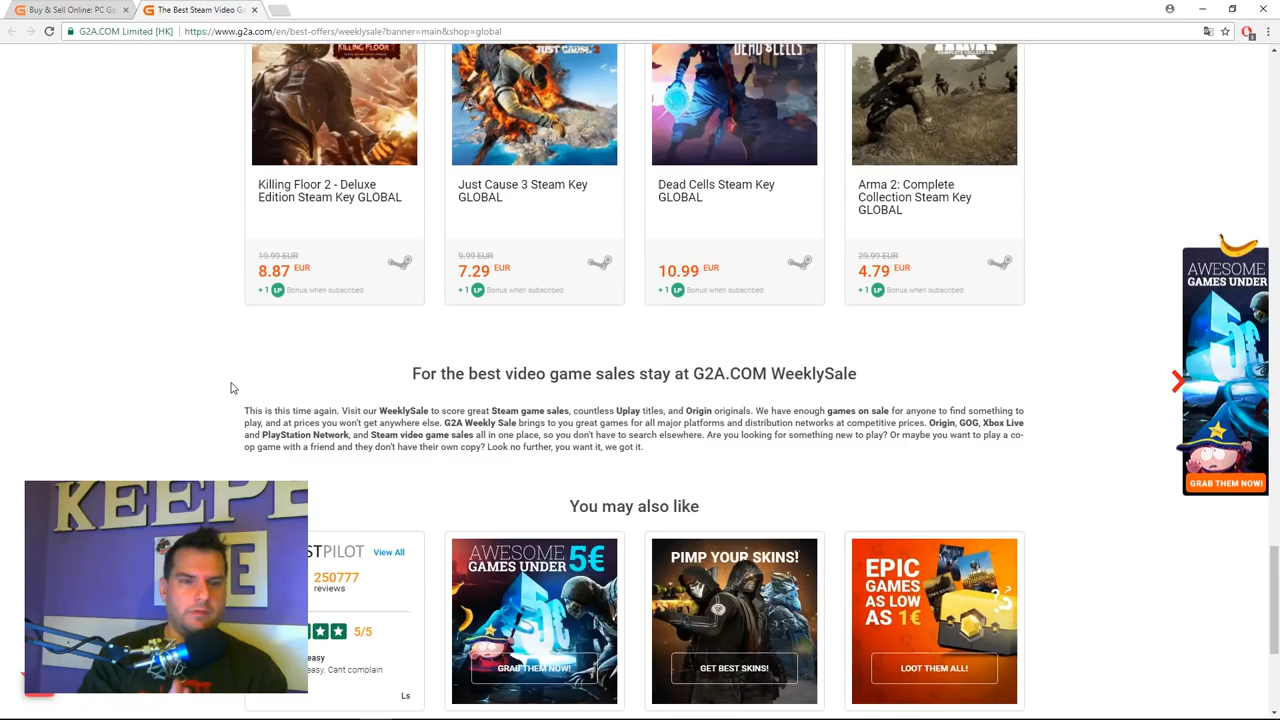 Buy & Sell Online: PC G
The Best Steam Video G
G2A.COM Limited [HK]
https://www.g2a.com/en/best-offers/weeklysale?banner=main&shop=global
KILLING FLOOR
JUST CAUSE 3
DEAD CELLS
COMPLETE COLLECTION
Killing Floor 2 - Deluxe
Edition Steam Key GLOBAL
19.99 EUR
8.87 EUR
+ 1 LP Bonus when subscribed
Just Cause 3 Steam Key
GLOBAL
9.99 EUR
7.29 EUR
+ 1 LP Bonus when subscribed
Dead Cells Steam Key
GLOBAL
10.99 EUR
+ 1 LP Bonus when subscribed
Arma 2: Complete
Collection Steam Key
GLOBAL
29.99 EUR
4.79 EUR
+ 1 LP Bonus when subscribed
AWESOME
GAMES UNDER
5€
GRAB THEM NOW!
For the best video game sales stay at G2A.COM WeeklySale
This is this time again. Visit our WeeklySale to score great Steam game sales, countless Uplay titles, and Origin originals. We have enough games on sale for anyone to find something to
play, and at prices you won't get anywhere else. G2A Weekly Sale brings to you great games for all major platforms and distribution networks at competitive prices. Origin, GOG, Xbox Live
and PlayStation Network, and Steam video game sales all in one place, so you don't have to search elsewhere. Are you looking for something new to play? Or maybe you want to play a co-
op game with a friend and they don't have their own copy? Look no further, you want it, we got it.
You may also like
KEEPE
STPILOT
View All
250777
reviews
5/5
easy
easy. Cant complain
Ls
AWESOME
GAMES UNDER 5€
5€
GRAB THEM NOW!
PIMP YOUR SKINS!
GET BEST SKINS!
EPIC
GAMES
AS LOW
AS 1€
LOOT THEM ALL!